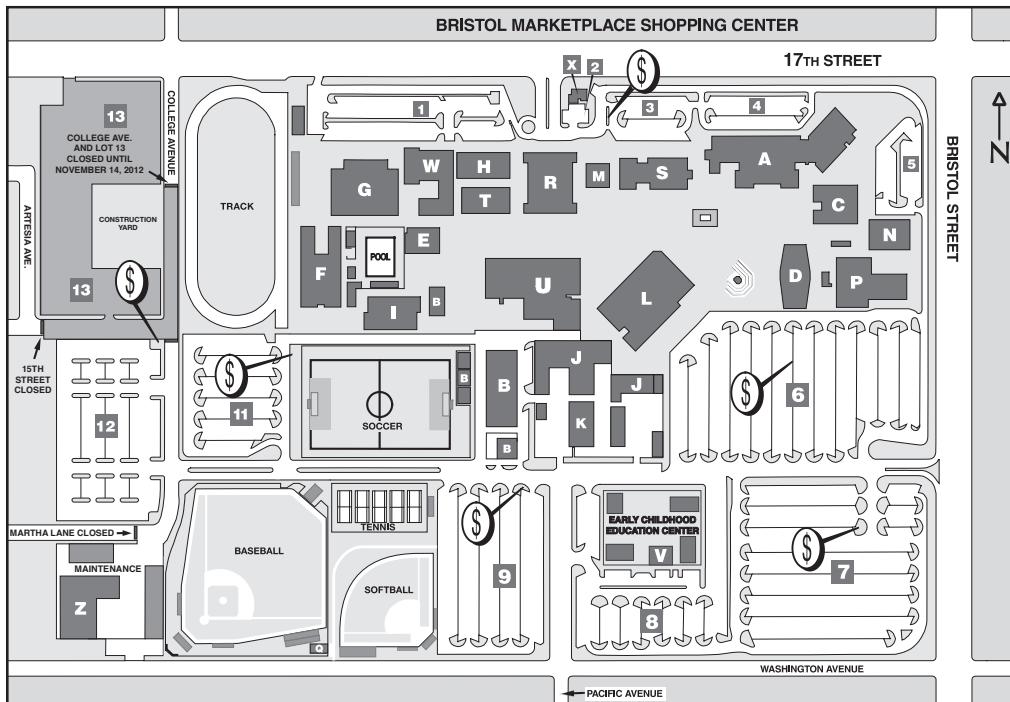 BRISTOL MARKETPLACE SHOPPING CENTER
17TH STREET
X
2
$
1
3
4
13
COLLEGE AVE.
AND LOT 13
CLOSED UNTIL
NOVEMBER 14, 2012
COLLEGE AVENUE
N
BRISTOL STREET
5
W
H
G
R
M
S
A
T
C
ARTESIA AVE.
CONSTRUCTION
YARD
TRACK
N
E
POOL
F
U
L
D
P
13
$
I
B
15TH
STREET
CLOSED
$
11
SOCCER
B
B
J
J
K
B
$
6
12
MARTHA LANE CLOSED
MAINTENANCE
Z
BASEBALL
TENNIS
SOFTBALL
Q
$
9
EARLY CHILDHOOD
EDUCATION CENTER
V
8
$
7
WASHINGTON AVENUE
PACIFIC AVENUE